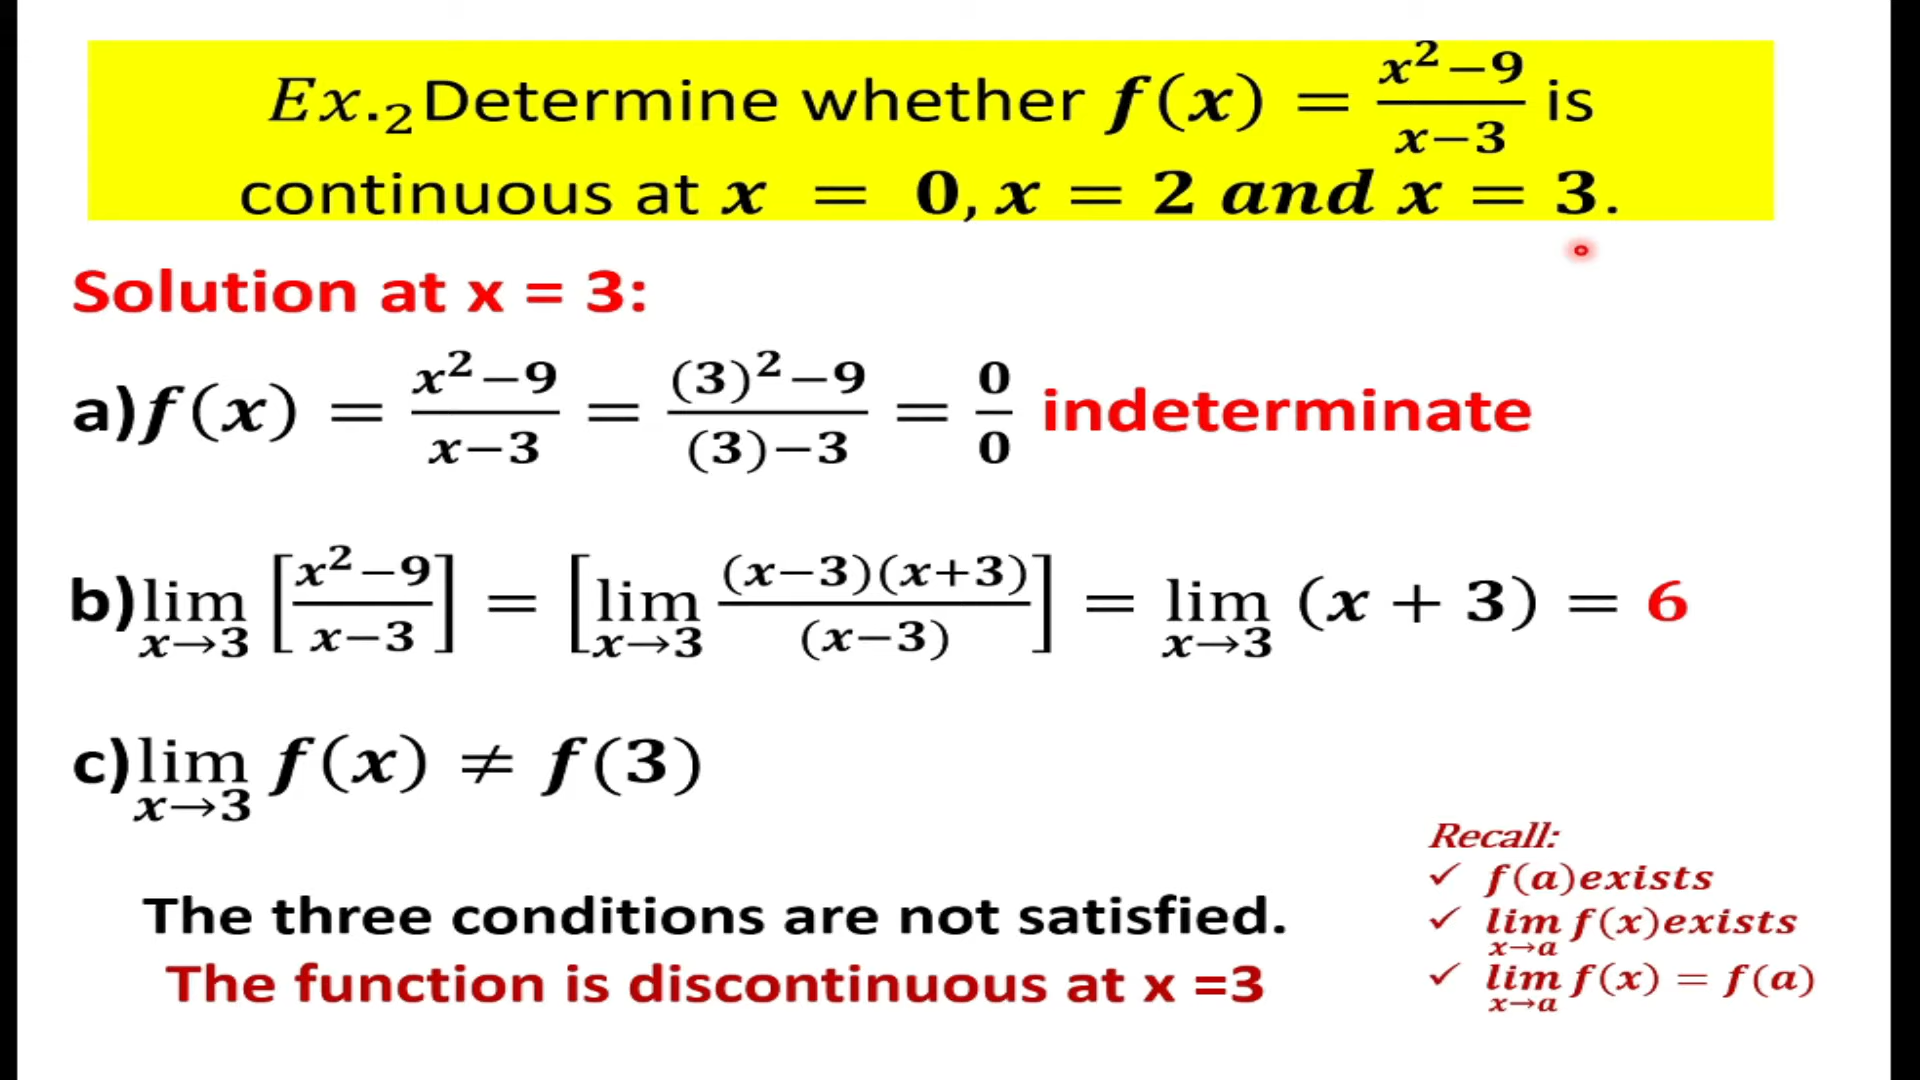 Ex.₂Determine whether f(x) = (x²−9)/(x−3) is
continuous at x = 0, x = 2 and x = 3.
Solution at x = 3:
a)f(x) = (x²−9)/(x−3) = ((3)²−9)/((3)−3) = 0/0 indeterminate
b)lim x→3 [(x²−9)/(x−3)] = [lim x→3 ((x−3)(x+3))/((x−3))] = lim x→3 (x + 3) = 6
c)lim x→3 f(x) ≠ f(3)
The three conditions are not satisfied.
The function is discontinuous at x =3
Recall:
✓ f(a)exists
✓ lim x→a f(x)exists
✓ lim x→a f(x) = f(a)